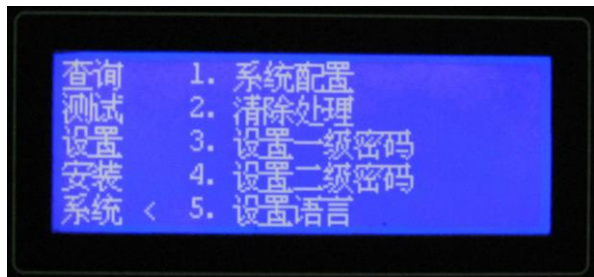 查询 1. 系统配置
测试 2. 清除处理
设置 3. 设置一级密码
安装 4. 设置二级密码
系统 < 5. 设置语言